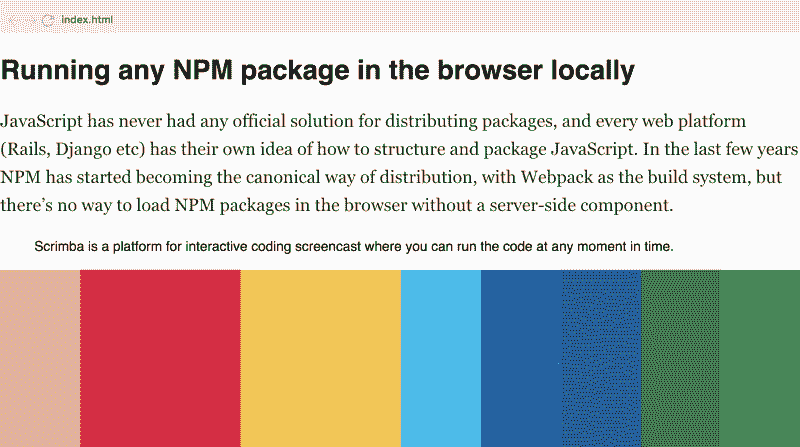 index.html
Running any NPM package in the browser locally
JavaScript has never had any official solution for distributing packages, and every web platform
(Rails, Django etc) has their own idea of how to structure and package JavaScript. In the last few years
NPM has started becoming the canonical way of distribution, with Webpack as the build system, but
there’s no way to load NPM packages in the browser without a server-side component.
Scrimba is a platform for interactive coding screencast where you can run the code at any moment in time.